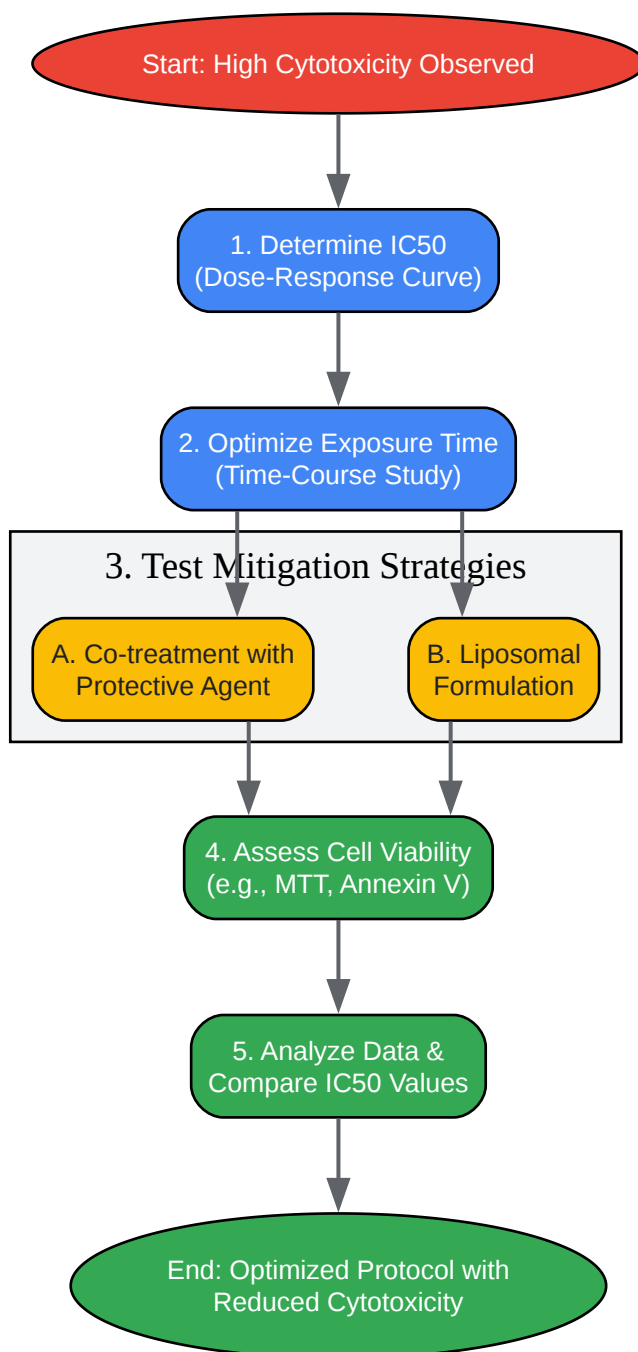 Start: High Cytotoxicity Observed
1. Determine IC50
(Dose-Response Curve)
2. Optimize Exposure Time
(Time-Course Study)
3. Test Mitigation Strategies
A. Co-treatment with
Protective Agent
B. Liposomal
Formulation
4. Assess Cell Viability
(e.g., MTT, Annexin V)
5. Analyze Data &
Compare IC50 Values
End: Optimized Protocol with
Reduced Cytotoxicity